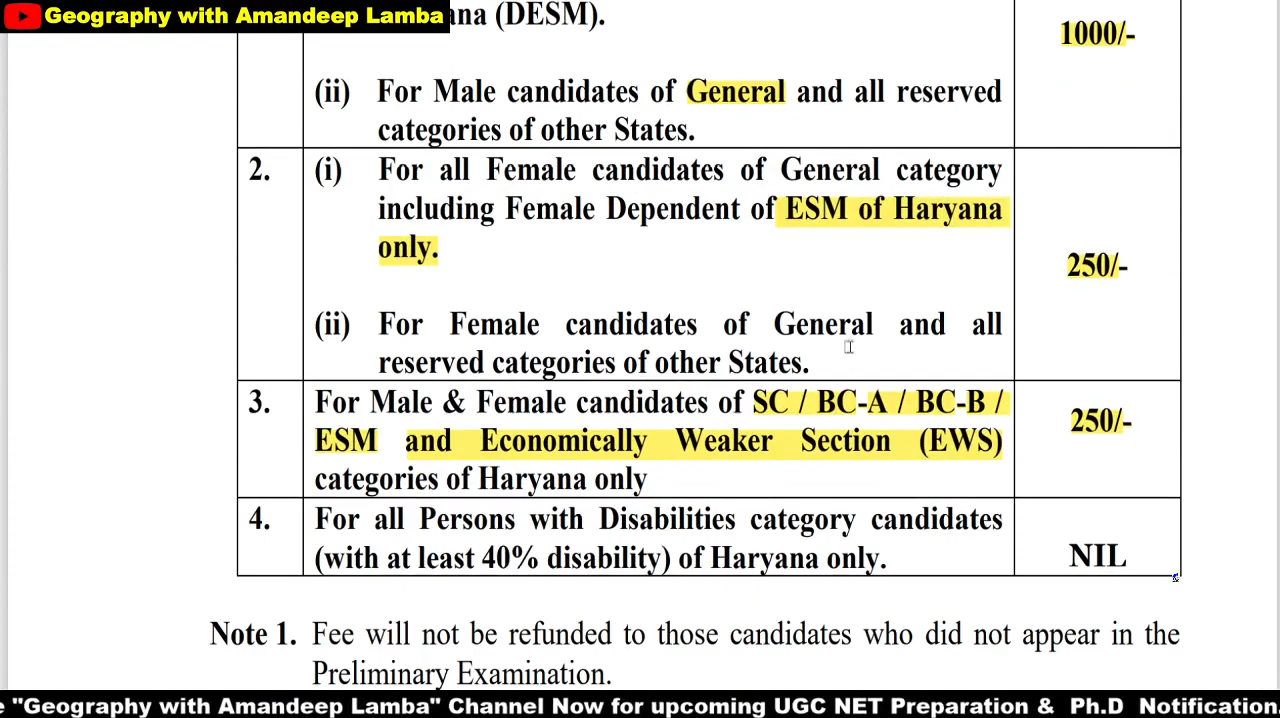 Geography with Amandeep Lamba
ana (DESM).
1000/-
(ii) For Male candidates of General and all reserved
categories of other States.
2. (i) For all Female candidates of General category
including Female Dependent of ESM of Haryana
only.
250/-
(ii) For Female candidates of General and all
reserved categories of other States.
3. For Male & Female candidates of SC / BC-A / BC-B /
250/-
ESM and Economically Weaker Section (EWS)
categories of Haryana only
4. For all Persons with Disabilities category candidates
(with at least 40% disability) of Haryana only.
NIL
Note 1. Fee will not be refunded to those candidates who did not appear in the
Preliminary Examination.
e "Geography with Amandeep Lamba" Channel Now for upcoming UGC NET Preparation & Ph.D Notification.